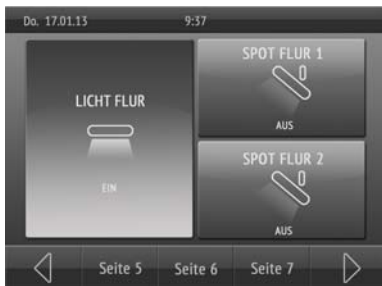 Do. 17.01.13 9:37
LICHT FLUR
EIN
SPOT FLUR 1
AUS
SPOT FLUR 2
AUS
Seite 5 Seite 6 Seite 7